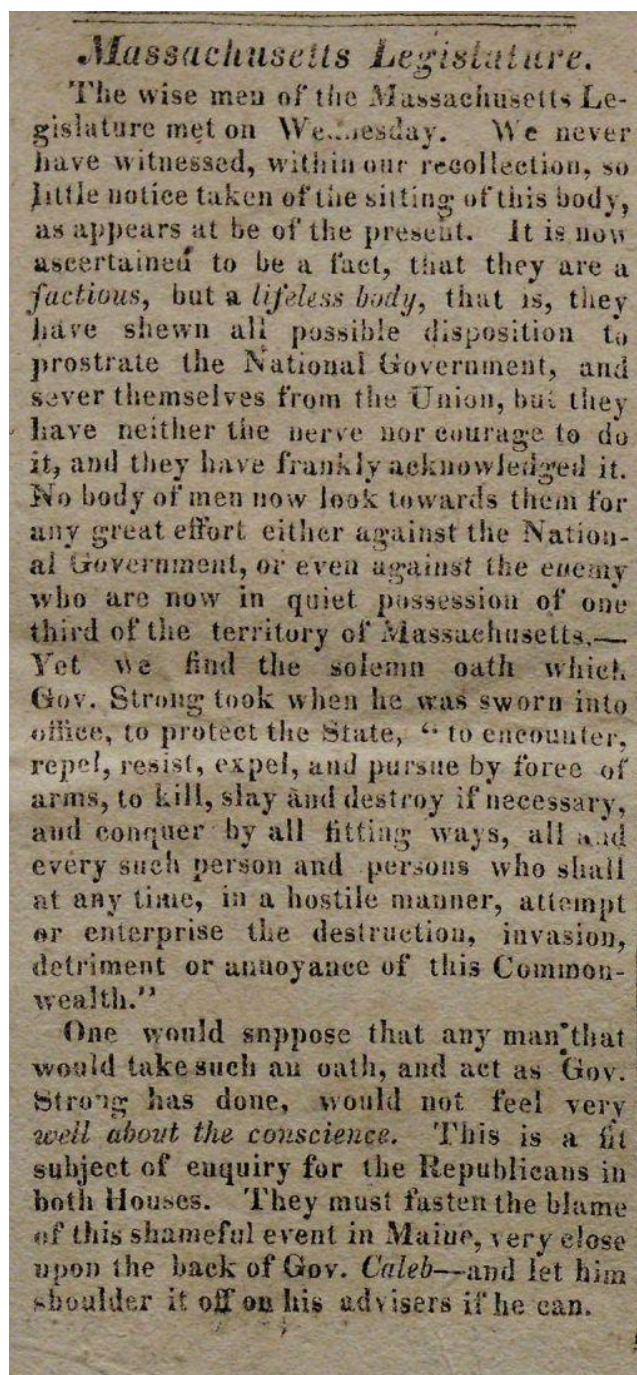 Massachusetts Legislature.
The wise men of the Massachusetts Le-
gislature met on Wednesday. We never
have witnessed, within our recollection, so
little notice taken of the sitting of this body,
as appears at be of the present. It is now
ascertained to be a fact, that they are a
factious, but a lifeless body, that is, they
have shewn all possible disposition to
prostrate the National Government, and
sever themselves from the Union, but they
have neither the nerve nor courage to do
it, and they have frankly acknowledged it.
No body of men now look towards them for
any great effort either against the Nation-
al Government, or even against the enemy
who are now in quiet possession of one
third of the territory of Massachusetts.—
Yet we find the solemn oath which
Gov. Strong took when he was sworn into
office, to protect the State, “ to encounter,
repel, resist, expel, and pursue by force of
arms, to kill, slay and destroy if necessary,
and conquer by all fitting ways, all and
every such person and persons who shall
at any time, in a hostile manner, attempt
or enterprise the destruction, invasion,
detriment or annoyance of this Common-
wealth.”
One would snppose that any man that
would take such an oath, and act as Gov.
Strong has done, would not feel very
well about the conscience. This is a fit
subject of enquiry for the Republicans in
both Houses. They must fasten the blame
of this shameful event in Maine, very close
upon the back of Gov. Caleb—and let him
shoulder it off on his advisers if he can.